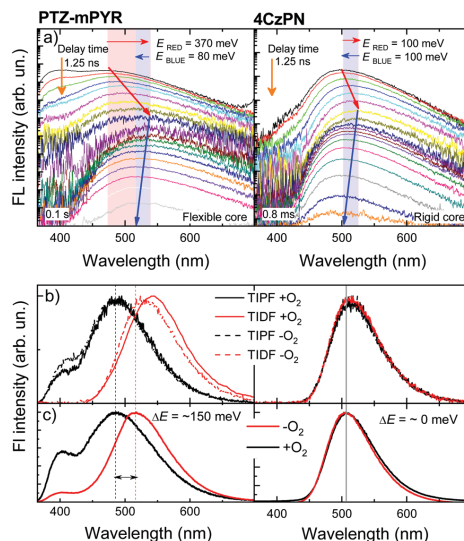 PTZ-mPYR
4CzPN
FL intensity (arb. un.)
a)
Delay time
1.25 ns
E RED = 370 meV
E BLUE = 80 meV
0.1 s
Flexible core
400 500 600
Wavelength (nm)
Delay time
1.25 ns
E RED = 100 meV
E BLUE = 100 meV
0.8 ms
Rigid core
400 500 600
Wavelength (nm)
Fl intensity (arb. un.)
b)
TIPF +O2
TIDF +O2
TIPF -O2
TIDF -O2
c)
ΔE = ~150 meV
-O2
+O2
ΔE = ~ 0 meV
400 500 600
Wavelength (nm)
400 500 600
Wavelength (nm)